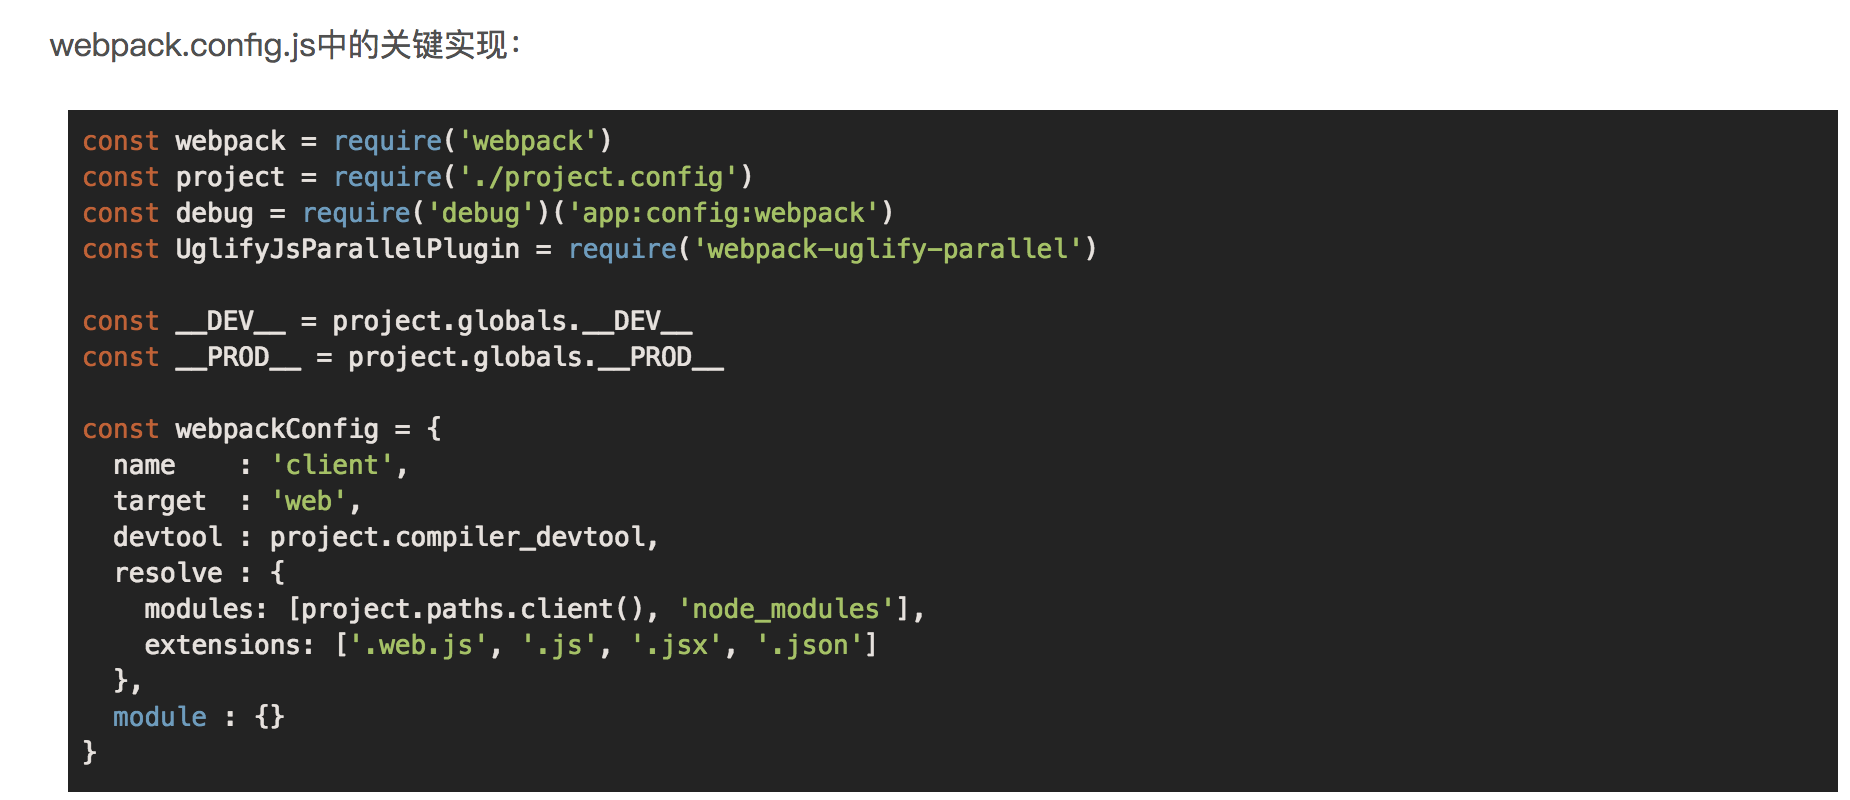 webpack.config.js中的关键实现：
const webpack = require('webpack')
const project = require('./project.config')
const debug = require('debug')('app:config:webpack')
const UglifyJsParallelPlugin = require('webpack-uglify-parallel')
const __DEV__ = project.globals.__DEV__
const __PROD__ = project.globals.__PROD__
const webpackConfig = {
  name    : 'client',
  target  : 'web',
  devtool : project.compiler_devtool,
  resolve : {
    modules: [project.paths.client(), 'node_modules'],
    extensions: ['.web.js', '.js', '.jsx', '.json']
  },
  module : {}
}